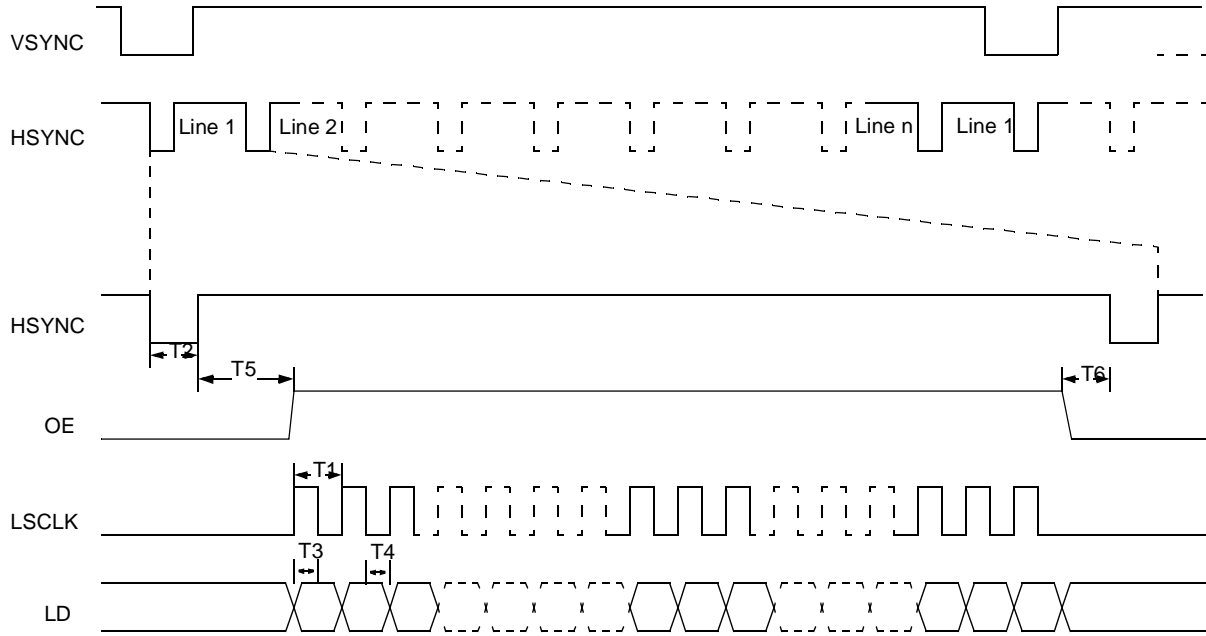 VSYNC
HSYNC
Line 1
Line 2
Line n
Line 1
HSYNC
T2
T5
T6
OE
T1
LSCLK
T3
T4
LD